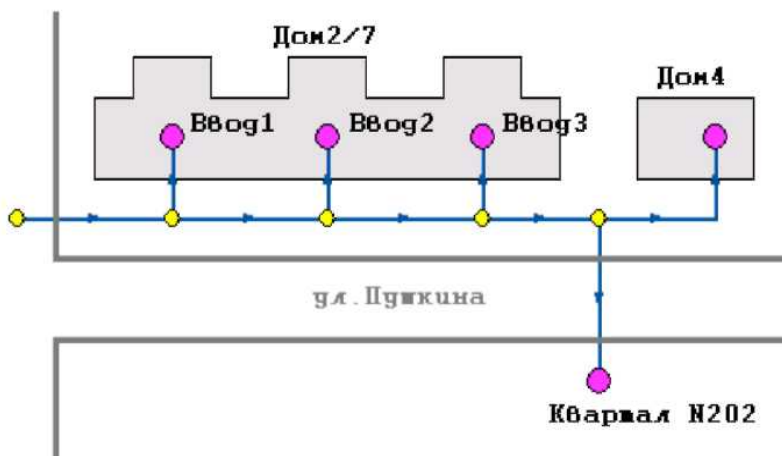 Дом2/7
Дом4
Ввод1
Ввод2
Ввод3
ул.Пушкина
Квартал N202